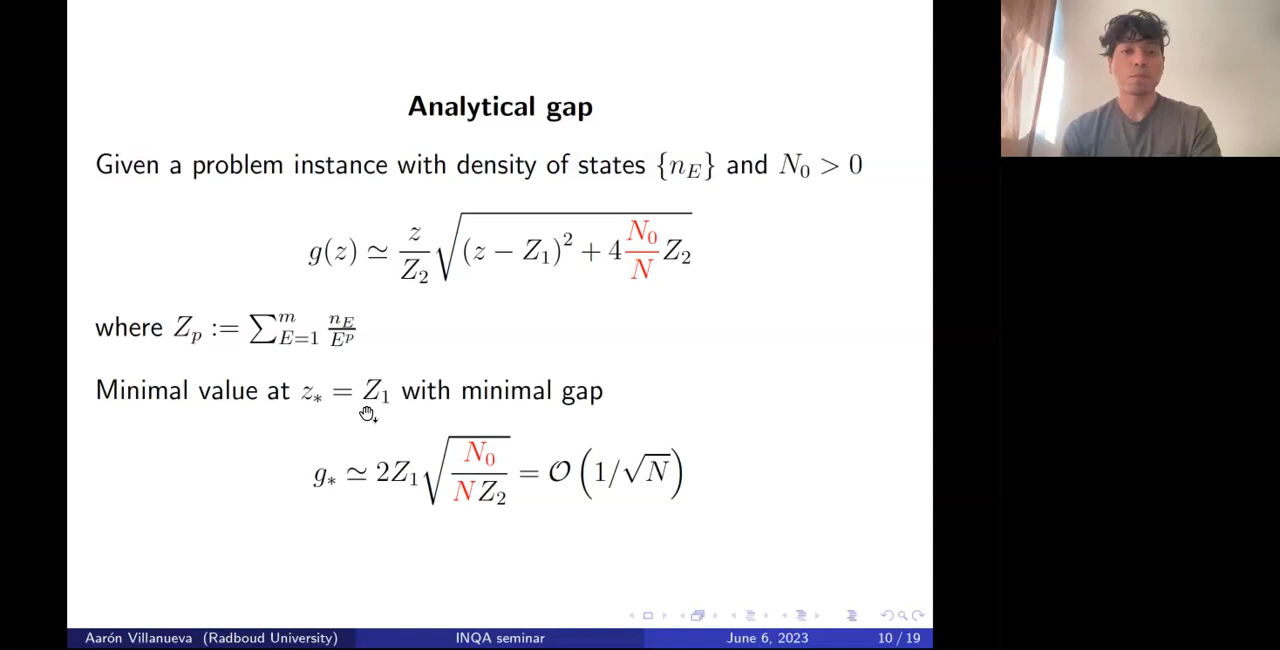 Analytical gap
Given a problem instance with density of states {n_E} and N_0 > 0
g(z) ≃ z/Z_2 √((z − Z_1)^2 + 4 N_0/N Z_2)
where Z_p := ∑_{E=1}^{m} n_E/E^p
Minimal value at z_* = Z_1 with minimal gap
g_* ≃ 2Z_1 √(N_0/(N Z_2)) = 𝒪(1/√N)
Aarón Villanueva (Radboud University) INQA seminar June 6, 2023 10 / 19